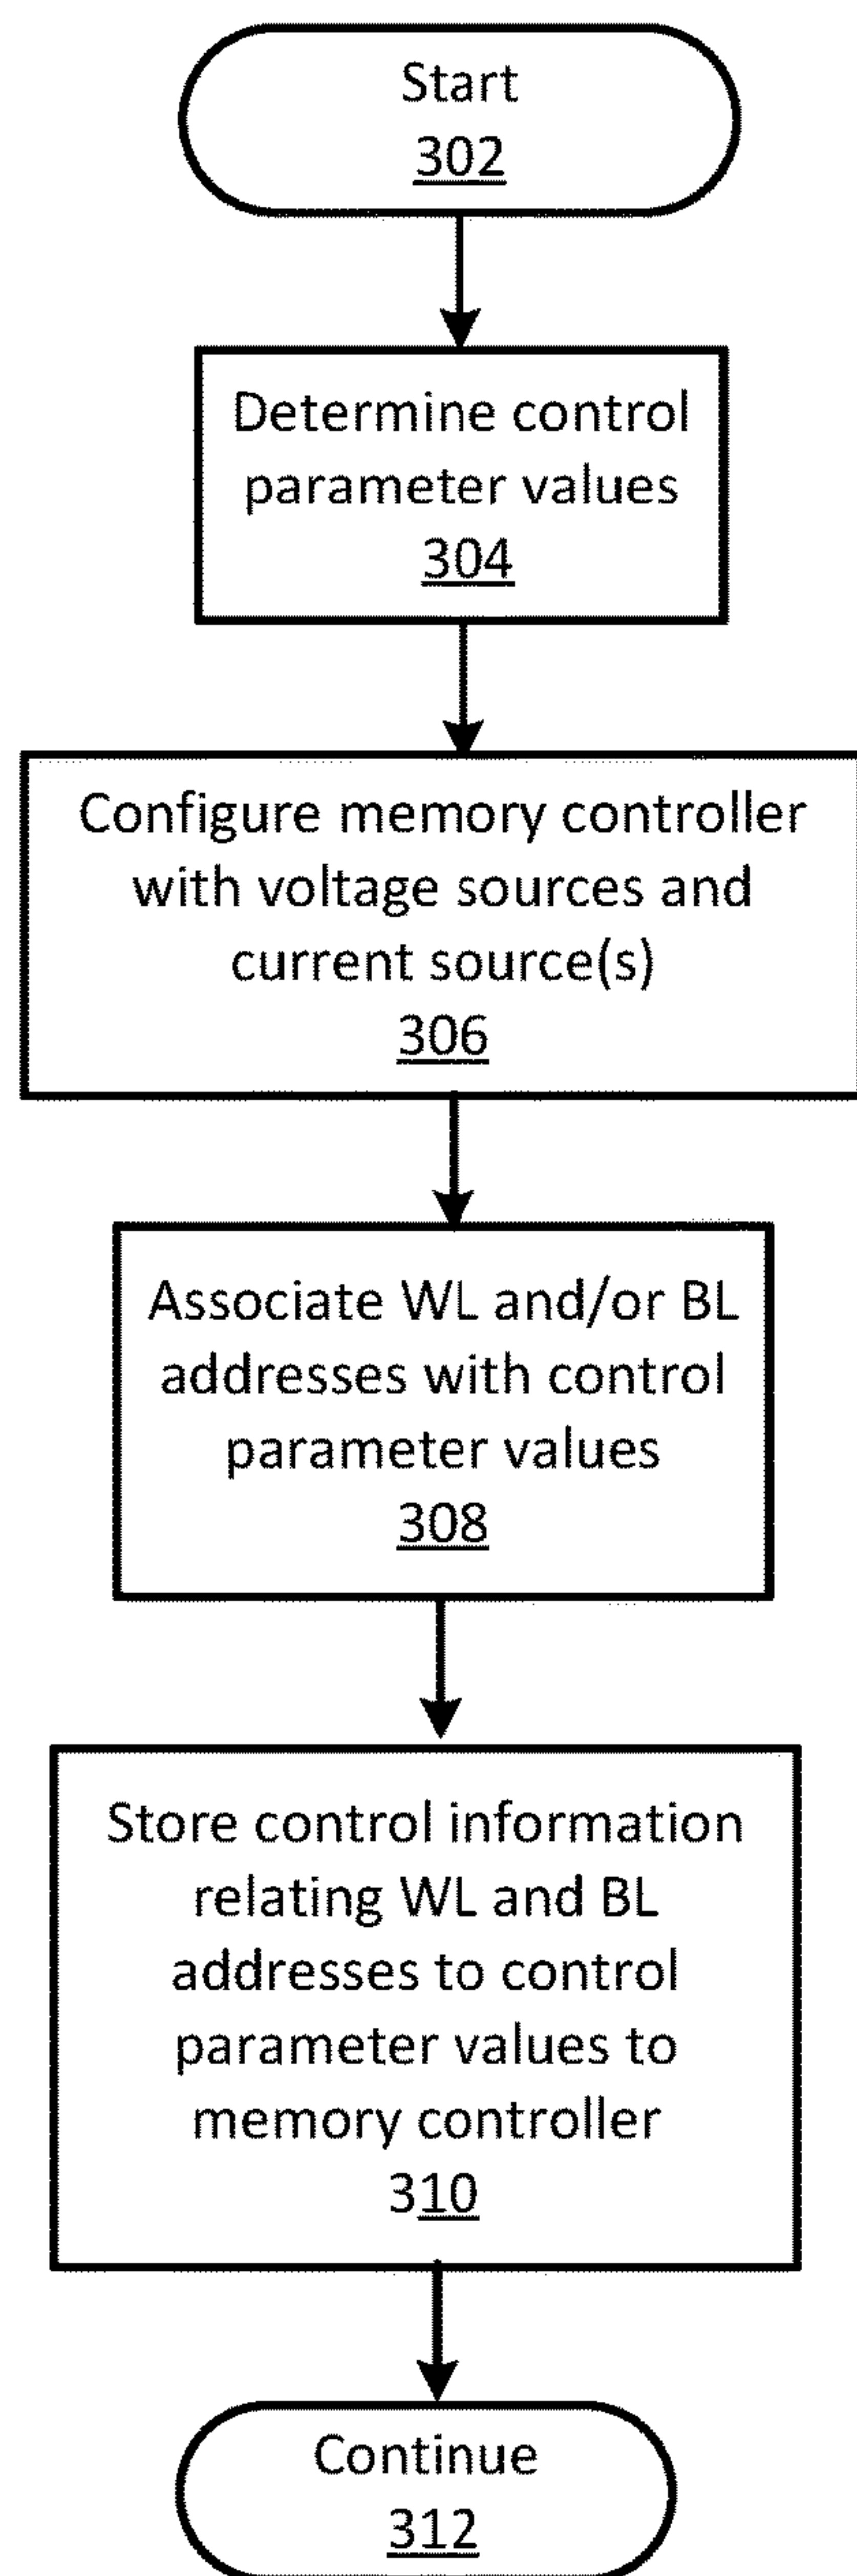 Start
302
Determine control
parameter values
304
Configure memory controller
with voltage sources and
current source(s)
306
Associate WL and/or BL
addresses with control
parameter values
308
Store control information
relating WL and BL
addresses to control
parameter values to
memory controller
310
Continue
312